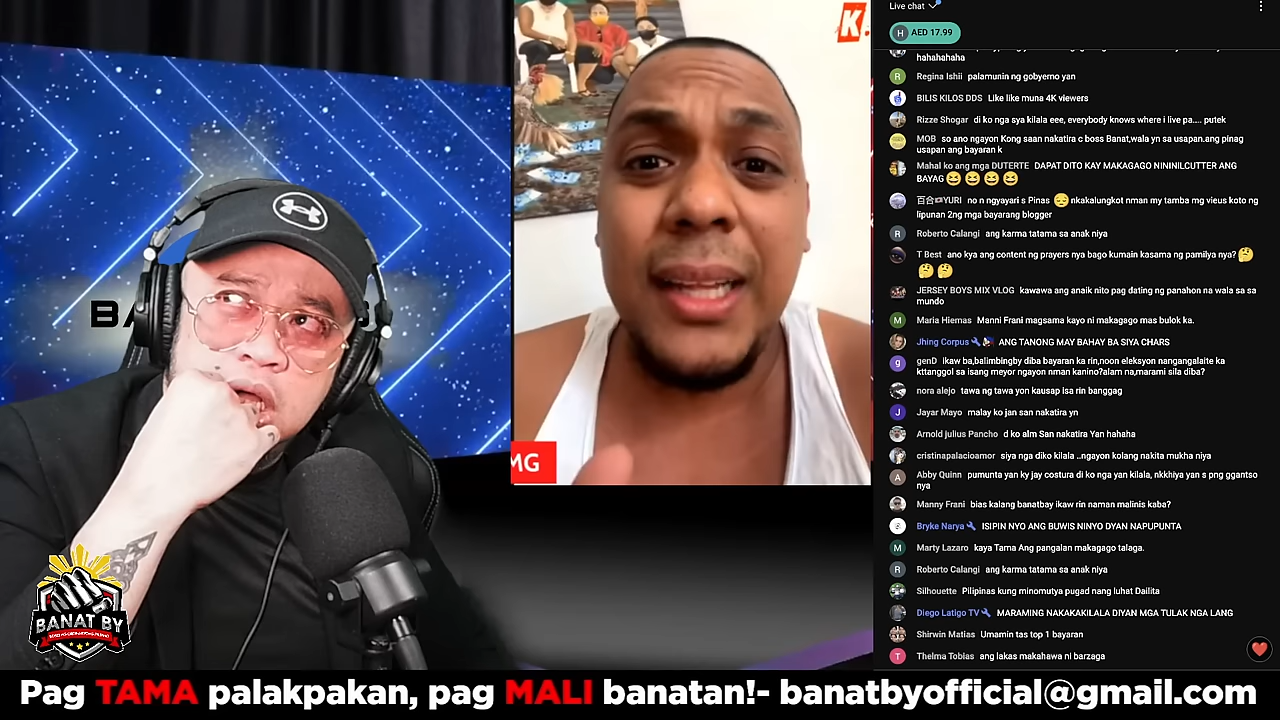 BA
BY
K.
MG
BANAT BY
Live chat
H AED 17.99
hahahahaha
R Regina Ishii palamunin ng gobyerno yan
BILIS KILOS DDS Like like muna 4K viewers
Rizze Shogar di ko nga sya kilala eee, everybody knows where i live pa.... putek
MOB so ano ngayon Kong saan nakatira c boss Banat,wala yn sa usapan.ang pinag
usapan ang bayaran k
Mahal ko ang mga DUTERTE DAPAT DITO KAY MAKAGAGO NININILCUTTER ANG
BAYAG 😆 😆 😆 😆
百合🎌YURI no n ngyayari s Pinas 😔 nkakalungkot nman my tamba mg vieus koto ng
lipunan 2ng mga bayarang blogger
R Roberto Calangi ang karma tatama sa anak niya
T Best ano kya ang content ng prayers nya bago kumain kasama ng pamilya nya? 🤔
🤔 🤔
JERSEY BOYS MIX VLOG kawawa ang anaik nito pag dating ng panahon na wala sa sa
mundo
M Maria Hiemas Manni Frani magsama kayo ni makagago mas bulok ka.
Jhing Corpus ANG TANONG MAY BAHAY BA SIYA CHARS
g genD Ikaw ba,balimbingby diba bayaran ka rin,noon eleksyon nangangalaite ka
kttanggol sa isang meyor ngayon nman kanino?alam na,marami sila diba?
nora alejo tawa ng tawa yon kausap isa rin banggag
J Jayar Mayo malay ko jan san nakatira yn
Arnold julius Pancho d ko alm San nakatira Yan hahaha
cristinapalacioamor siya nga diko kilala ..ngayon kolang nakita mukha niya
A Abby Quinn pumunta yan ky jay costura di ko nga yan kilala, nkkhiya yan s png ggantso
nya
Manny Frani bias kalang banatbay ikaw rin naman malinis kaba?
Bryke Narya ISIPIN NYO ANG BUWIS NINYO DYAN NAPUPUNTA
M Marty Lazaro kaya Tama Ang pangalan makagago talaga.
R Roberto Calangi ang karma tatama sa anak niya
Silhouette Pilipinas kung minomutya pugad nang luhat Dailita
Diego Latigo TV MARAMING NAKAKAKILALA DIYAN MGA TULAK NGA LANG
Shirwin Matias Umamin tas top 1 bayaran
T Thelma Tobias ang lakas makahawa ni barzaga
Pag TAMA palakpakan, pag MALI banatan!- banatbyofficial@gmail.com